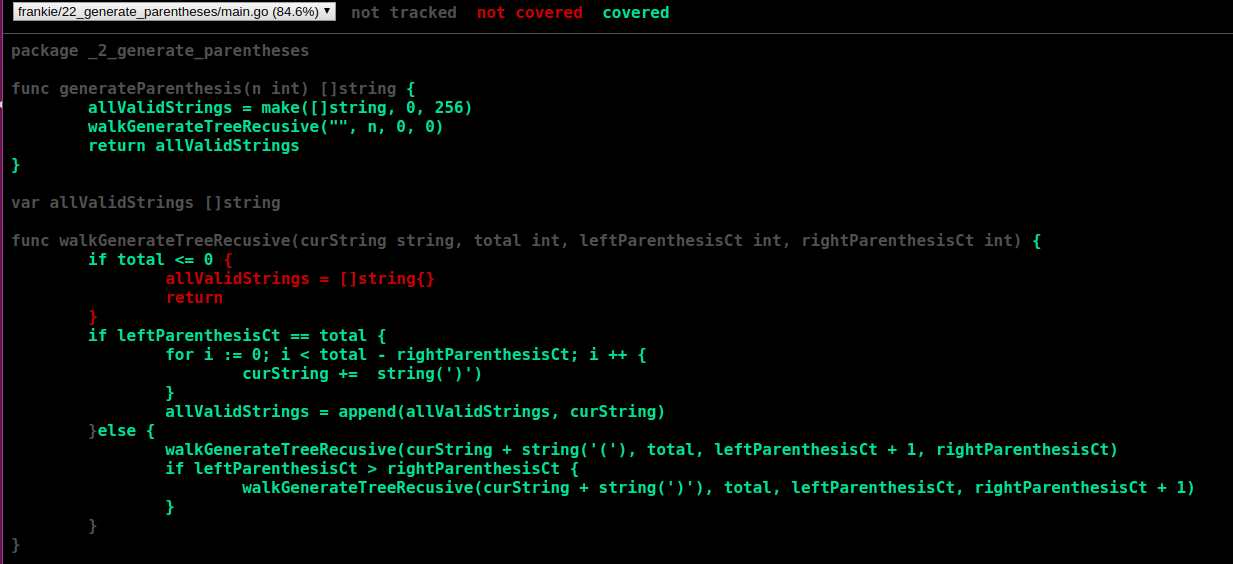 frankie/22_generate_parentheses/main.go (84.6%) not tracked not covered covered
package _2_generate_parentheses
func generateParenthesis(n int) []string {
        allValidStrings = make([]string, 0, 256)
        walkGenerateTreeRecusive("", n, 0, 0)
        return allValidStrings
}
var allValidStrings []string
func walkGenerateTreeRecusive(curString string, total int, leftParenthesisCt int, rightParenthesisCt int) {
        if total <= 0 {
                allValidStrings = []string{}
                return
        }
        if leftParenthesisCt == total {
                for i := 0; i < total - rightParenthesisCt; i ++ {
                        curString +=  string(')')
                }
                allValidStrings = append(allValidStrings, curString)
        }else {
                walkGenerateTreeRecusive(curString + string('('), total, leftParenthesisCt + 1, rightParenthesisCt)
                if leftParenthesisCt > rightParenthesisCt {
                        walkGenerateTreeRecusive(curString + string(')'), total, leftParenthesisCt, rightParenthesisCt + 1)
                }
        }
}